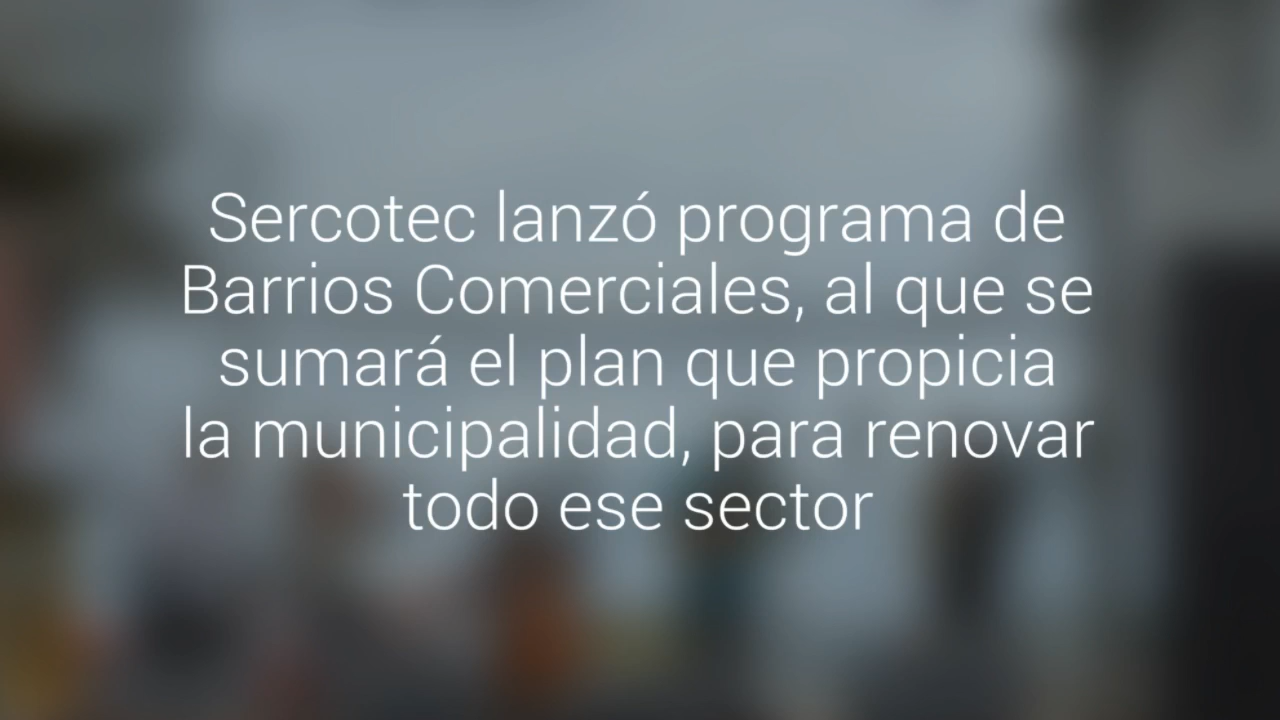 Sercotec lanzó programa de
Barrios Comerciales, al que se
sumará el plan que propicia
la municipalidad, para renovar
todo ese sector